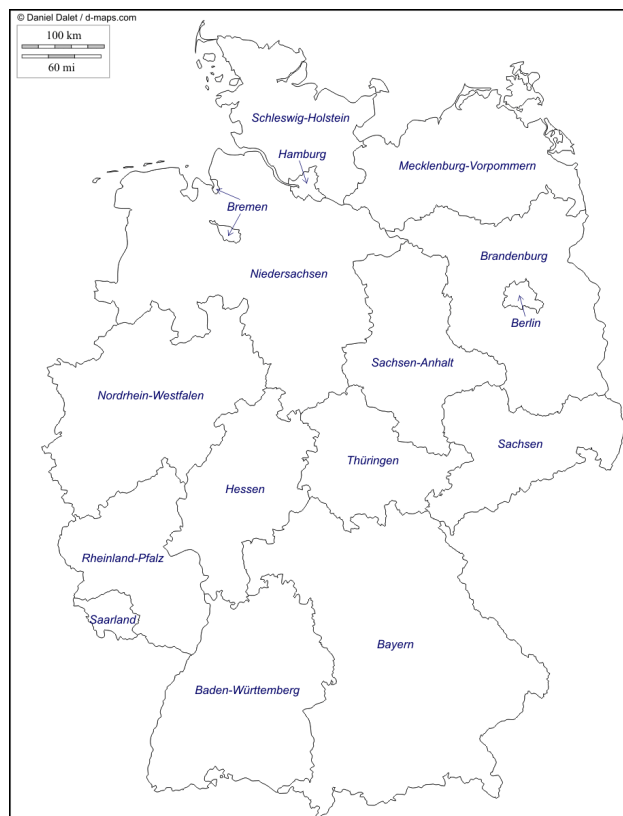 © Daniel Dalet / d-maps.com
100 km
60 mi
Schleswig-Holstein
Hamburg
Mecklenburg-Vorpommern
Bremen
Brandenburg
Niedersachsen
Berlin
Sachsen-Anhalt
Nordrhein-Westfalen
Sachsen
Thüringen
Hessen
Rheinland-Pfalz
Saarland
Bayern
Baden-Württemberg